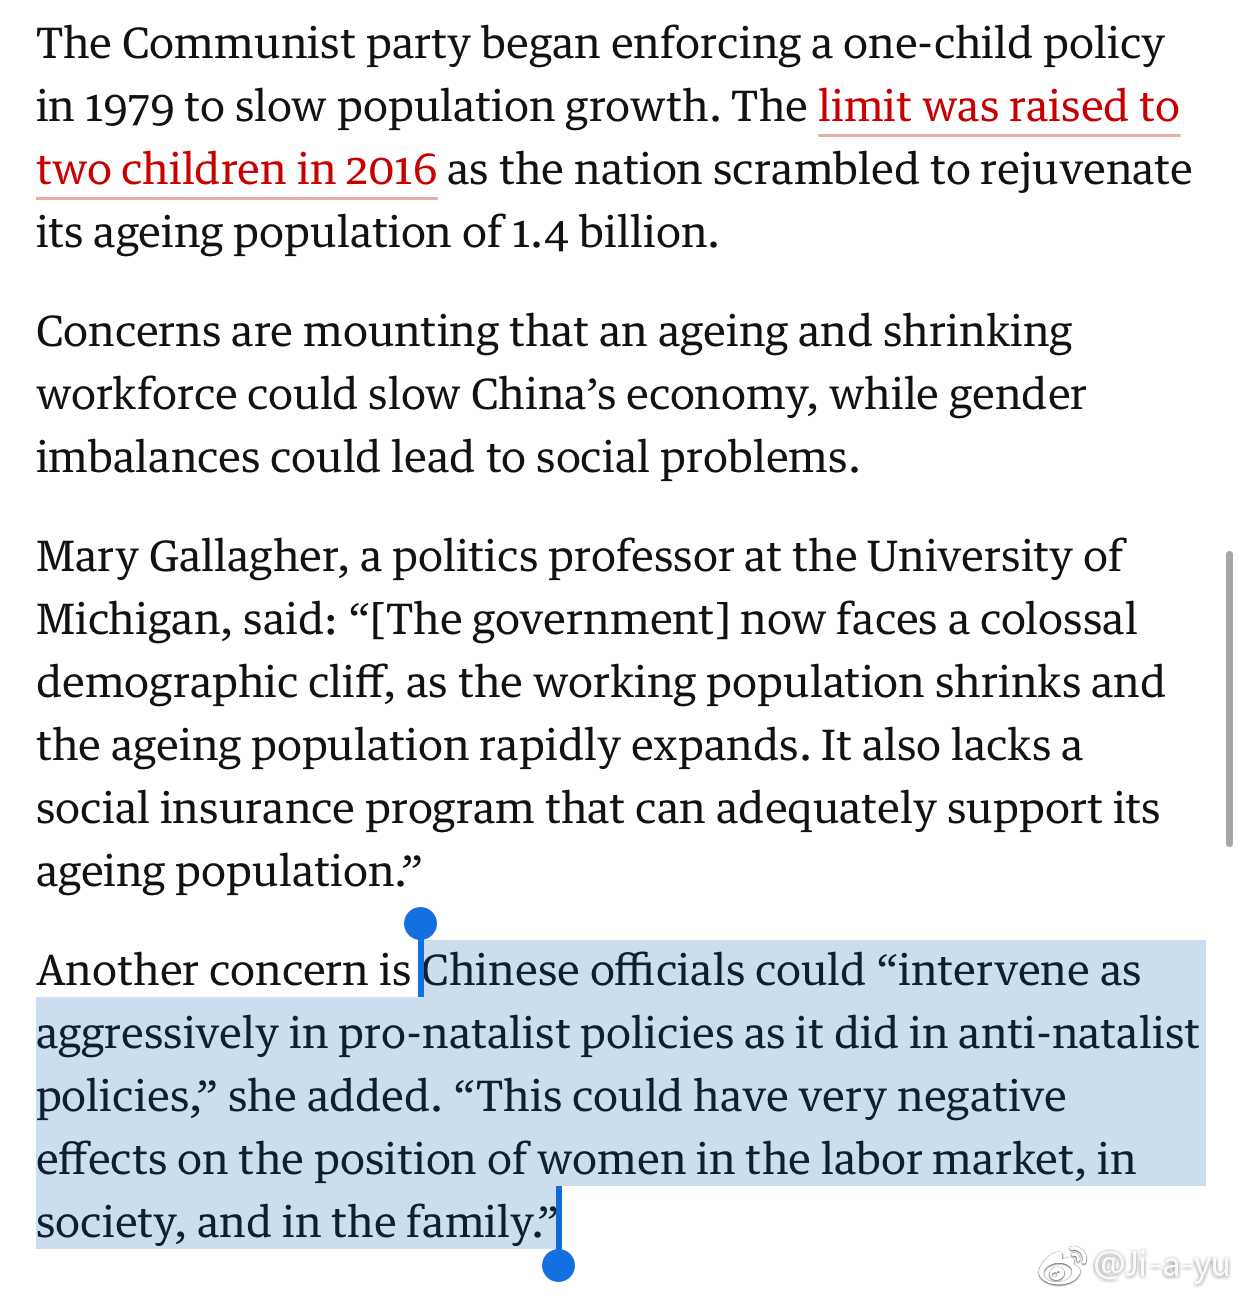 The Communist party began enforcing a one-child policy
in 1979 to slow population growth. The limit was raised to
two children in 2016 as the nation scrambled to rejuvenate
its ageing population of 1.4 billion.
Concerns are mounting that an ageing and shrinking
workforce could slow China’s economy, while gender
imbalances could lead to social problems.
Mary Gallagher, a politics professor at the University of
Michigan, said: “[The government] now faces a colossal
demographic cliff, as the working population shrinks and
the ageing population rapidly expands. It also lacks a
social insurance program that can adequately support its
ageing population.”
Another concern is Chinese officials could “intervene as
aggressively in pro-natalist policies as it did in anti-natalist
policies,” she added. “This could have very negative
effects on the position of women in the labor market, in
society, and in the family.”
@Ji-a-yu